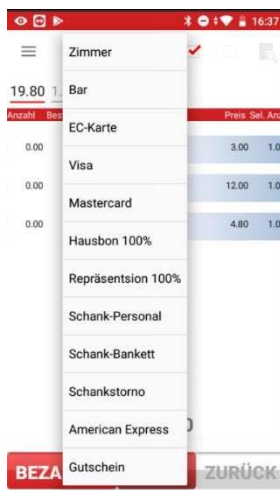 16:37
Zimmer
Bar
EC-Karte
Visa
Mastercard
Hausbon 100%
Repräsentsion 100%
Schank-Personal
Schank-Bankett
Schankstorno
American Express
Gutschein
19.80 1.
Anzahl Bes Preis Sel. Anz
0.00 3.00 1.0
0.00 12.00 1.0
0.00 4.80 1.0
BEZA ZURÜCK